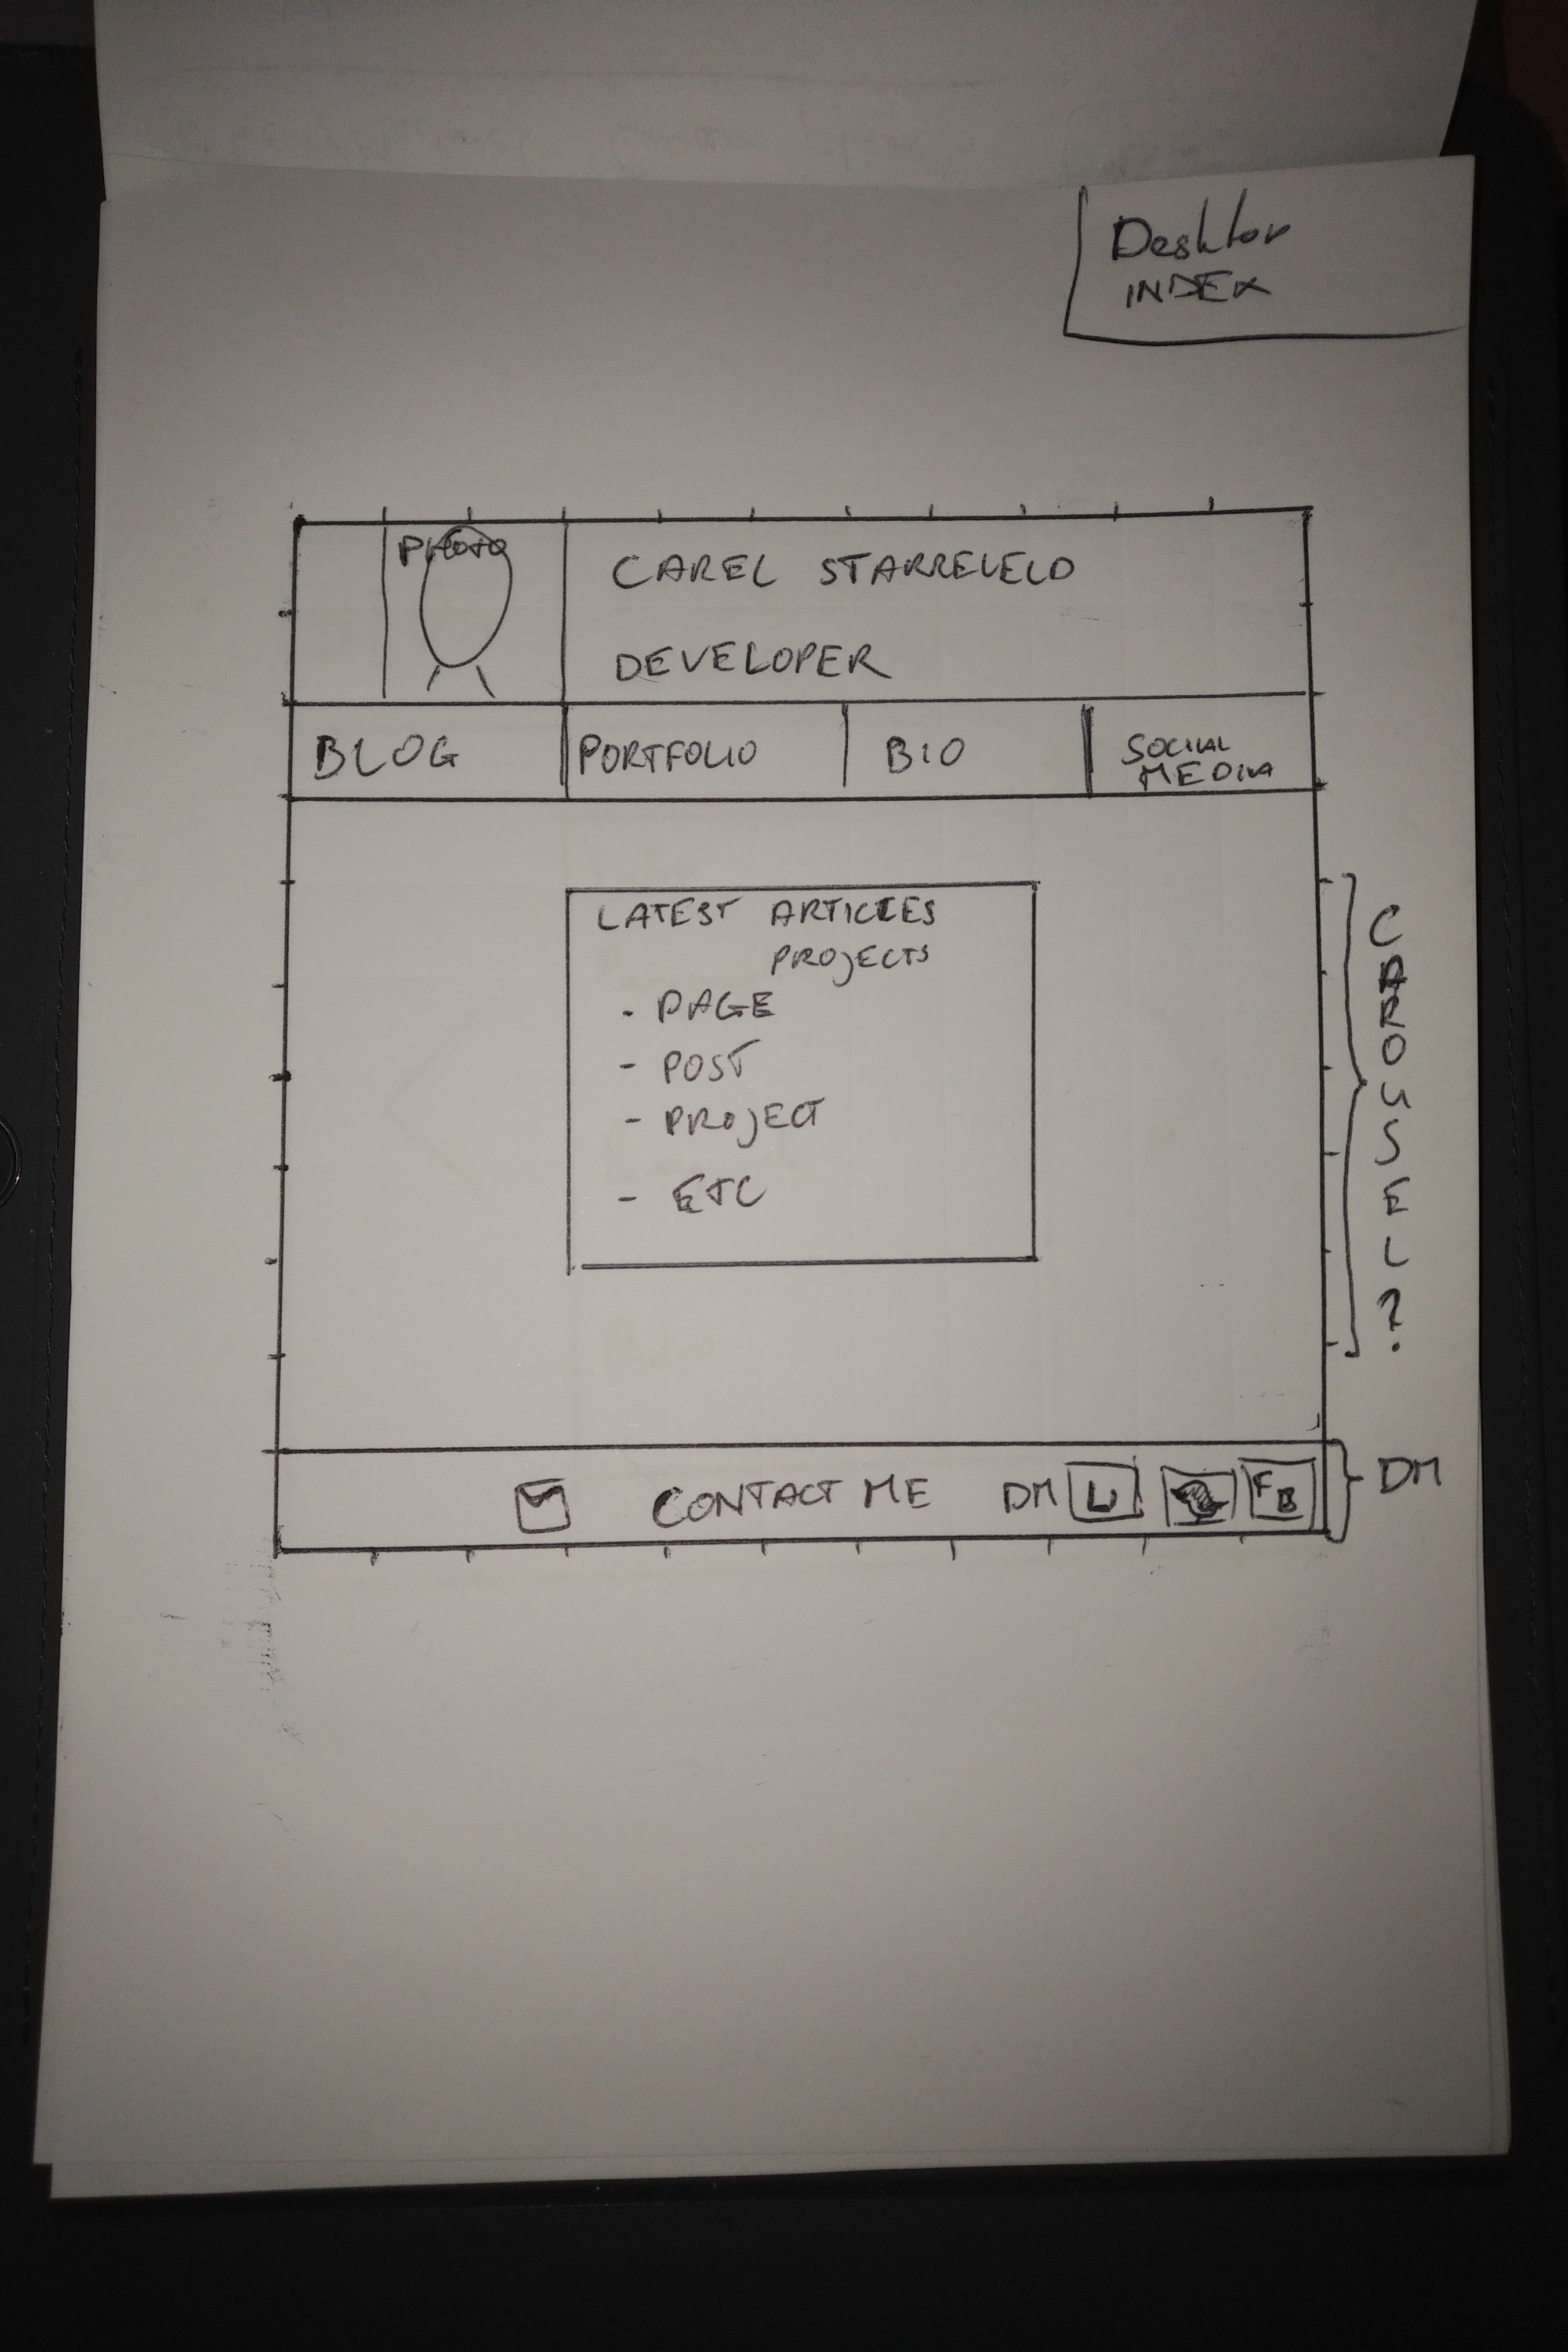 Desktop
INDEX
PHOTO
CAREL STARREVELD
DEVELOPER
BLOG
PORTFOLIO
BIO
SOCIAL
MEDIA
LATEST ARTICLES
PROJECTS
- PAGE
- POST
- PROJECT
- ETC
CAROUSEL?
CONTACT ME
DM
FB
DM